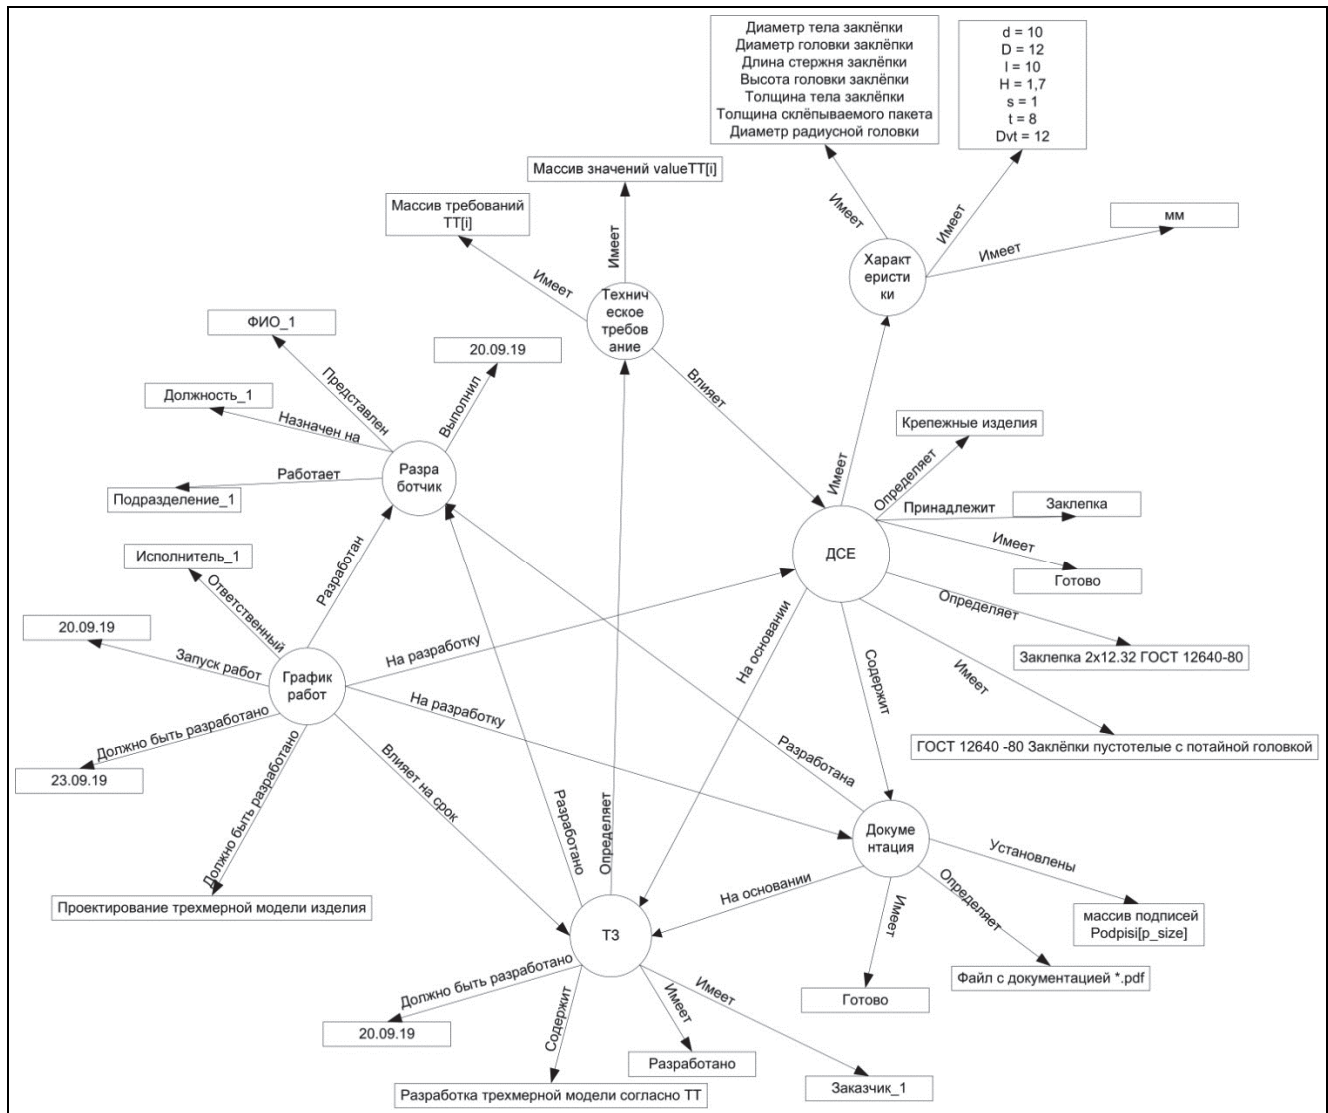 Диаметр тела заклёпки
Диаметр головки заклёпки
Длина стержня заклёпки
Высота головки заклёпки
Толщина тела заклёпки
Толщина склёпываемого пакета
Диаметр радиусной головки
d = 10
D = 12
l = 10
H = 1,7
s = 1
t = 8
Dvt = 12
Массив значений valueTT[i]
Массив требований
TT[i]
Имеет
Имеет
Имеет
мм
Имеет
Имеет
Характ
еристи
ки
Технич
еское
требов
ание
ФИО_1
20.09.19
Представлен
Выполнил
Влияет
Должность_1
Назначен на
Крепежные изделия
Имеет
Определяет
Работает
Разра
ботчик
Подразделение_1
Принадлежит
Заклепка
Исполнитель_1
Разработан
ДСЕ
Имеет
Готово
Ответственный
20.09.19
Запуск работ
На разработку
На основании
Определяет
Заклепка 2х12.32 ГОСТ 12640-80
График
работ
Содержит
Имеет
На разработку
Должно быть разработано
23.09.19
ГОСТ 12640 -80 Заклёпки пустотелые с потайной головкой
Должно быть разработано
Влияет на срок
Разработана
Разработано
Определяет
Докуме
нтация
Установлены
Проектирование трехмерной модели изделия
На основании
Имеет
Определяет
массив подписей
Podpisi[p_size]
ТЗ
Должно быть разработано
Файл с документацией *.pdf
Готово
20.09.19
Содержит
Имеет
Имеет
Разработано
Разработка трехмерной модели согласно ТТ
Заказчик_1